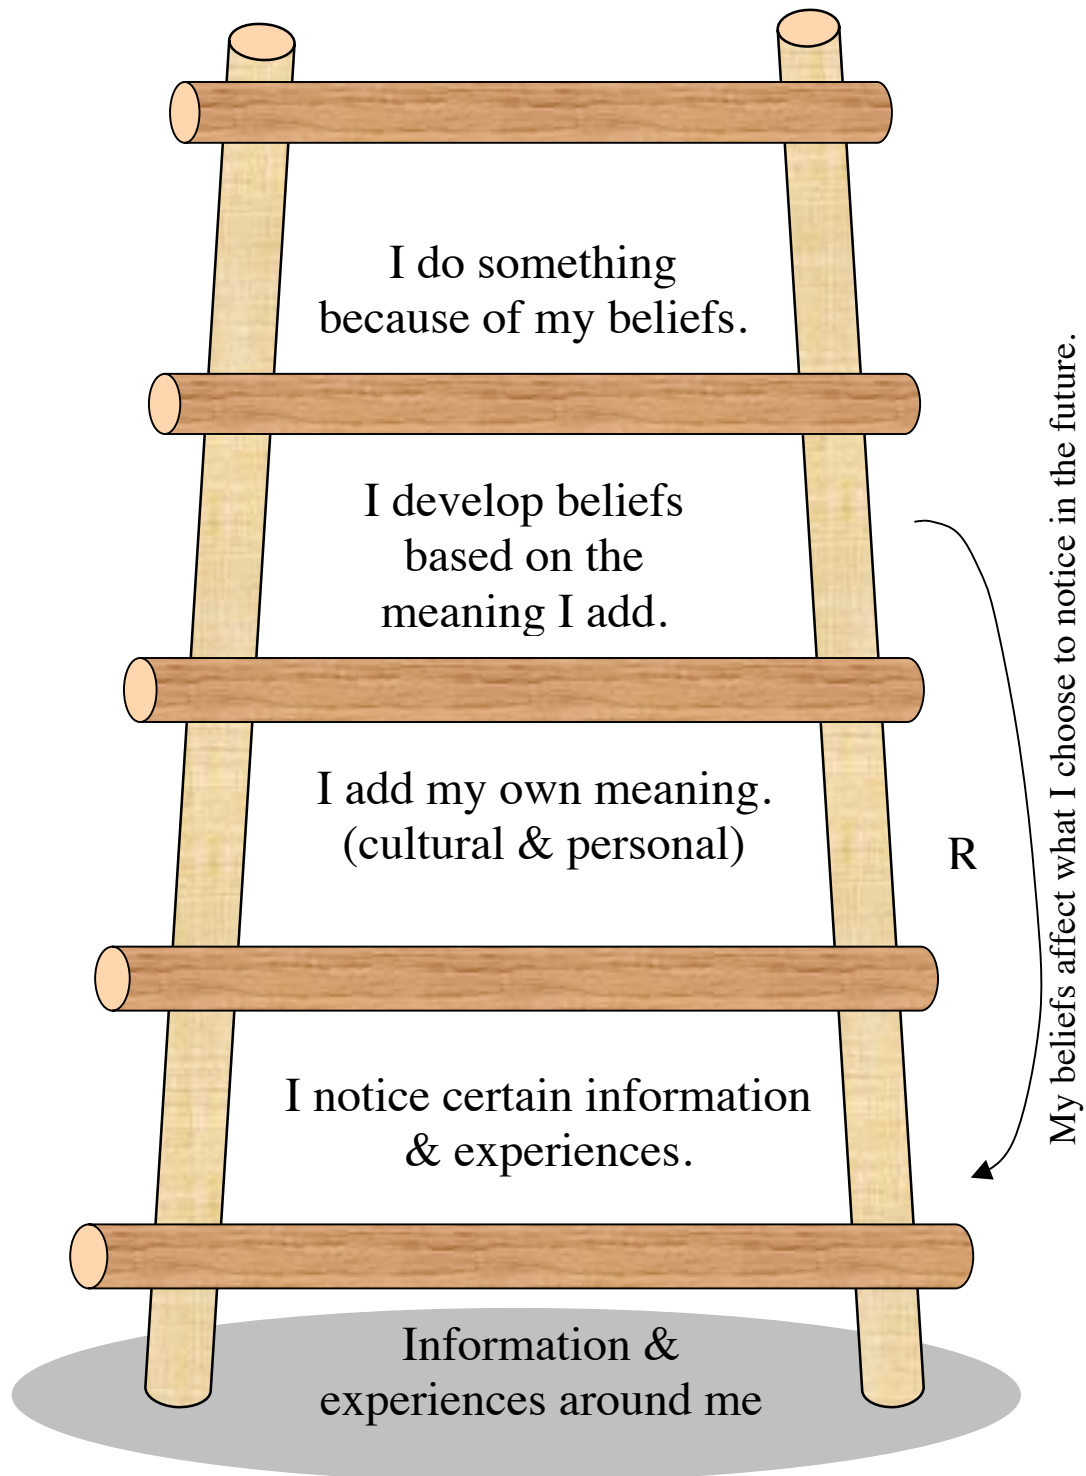 I do something
because of my beliefs.
I develop beliefs
based on the
meaning I add.
I add my own meaning.
(cultural & personal)
R
My beliefs affect what I choose to notice in the future.
I notice certain information
& experiences.
Information &
experiences around me